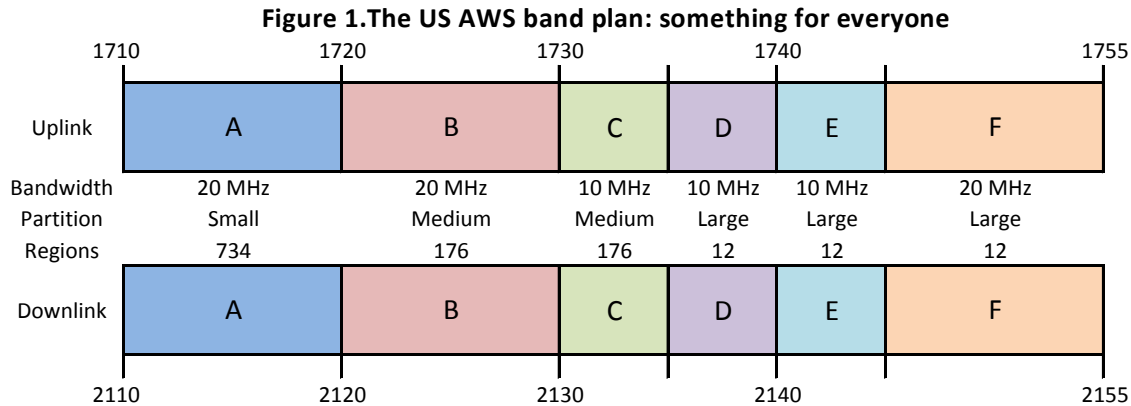 Figure 1.The US AWS band plan: something for everyone
1710 1720 1730 1740 1755
Uplink A B C D E F
Bandwidth 20 MHz 20 MHz 10 MHz 10 MHz 10 MHz 20 MHz
Partition Small Medium Medium Large Large Large
Regions 734 176 176 12 12 12
Downlink A B C D E F
2110 2120 2130 2140 2155